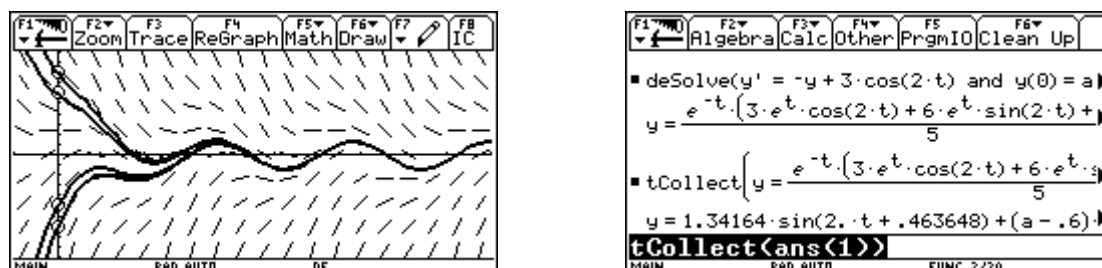 F1 F2 Zoom F3 Trace F4 ReGraph F5 Math F6 Draw F7 F8 IC
MAIN RAD AUTO DE
F1 F2 Algebra F3 Calc F4 Other F5 PrgmIO F6 Clean Up
▪ deSolve(y' = -y + 3·cos(2·t) and y(0) = a▶
y = e^-t·(3·e^t·cos(2·t) + 6·e^t·sin(2·t) +▶
5
▪ tCollect(y = e^-t·(3·e^t·cos(2·t) + 6·e^t·s▶
5
y = 1.34164·sin(2.·t + .463648) + (a - .6)·▶
tCollect(ans(1))
MAIN RAD AUTO FUNC 2/30